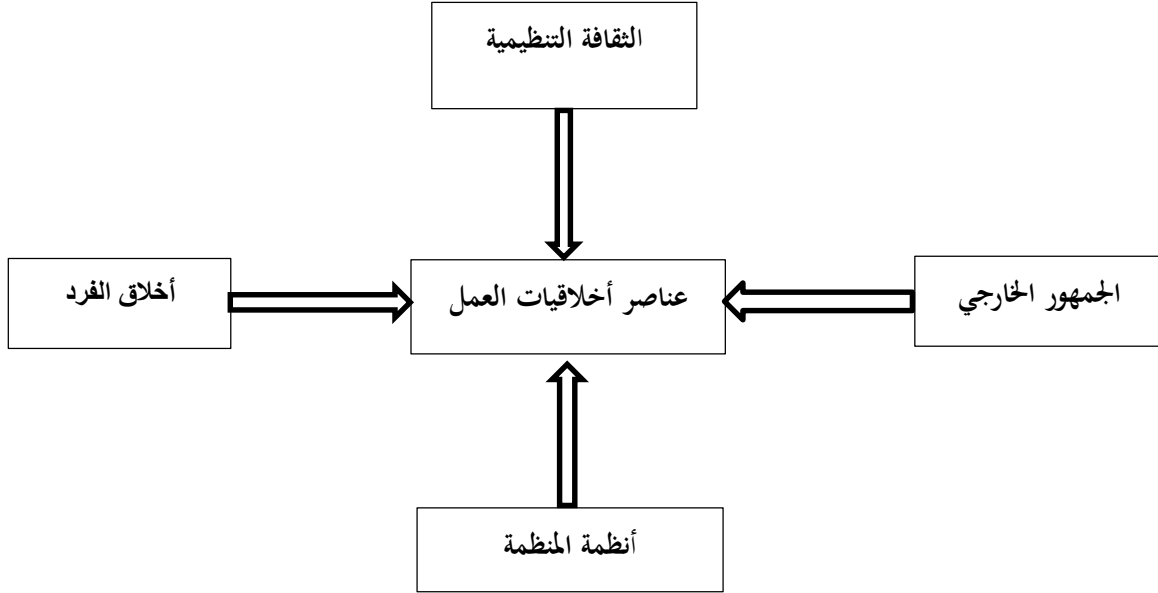 الثقافة التنظيمية
الجمهور الخارجي
عناصر أخلاقيات العمل
أخلاق الفرد
أنظمة المنظمة